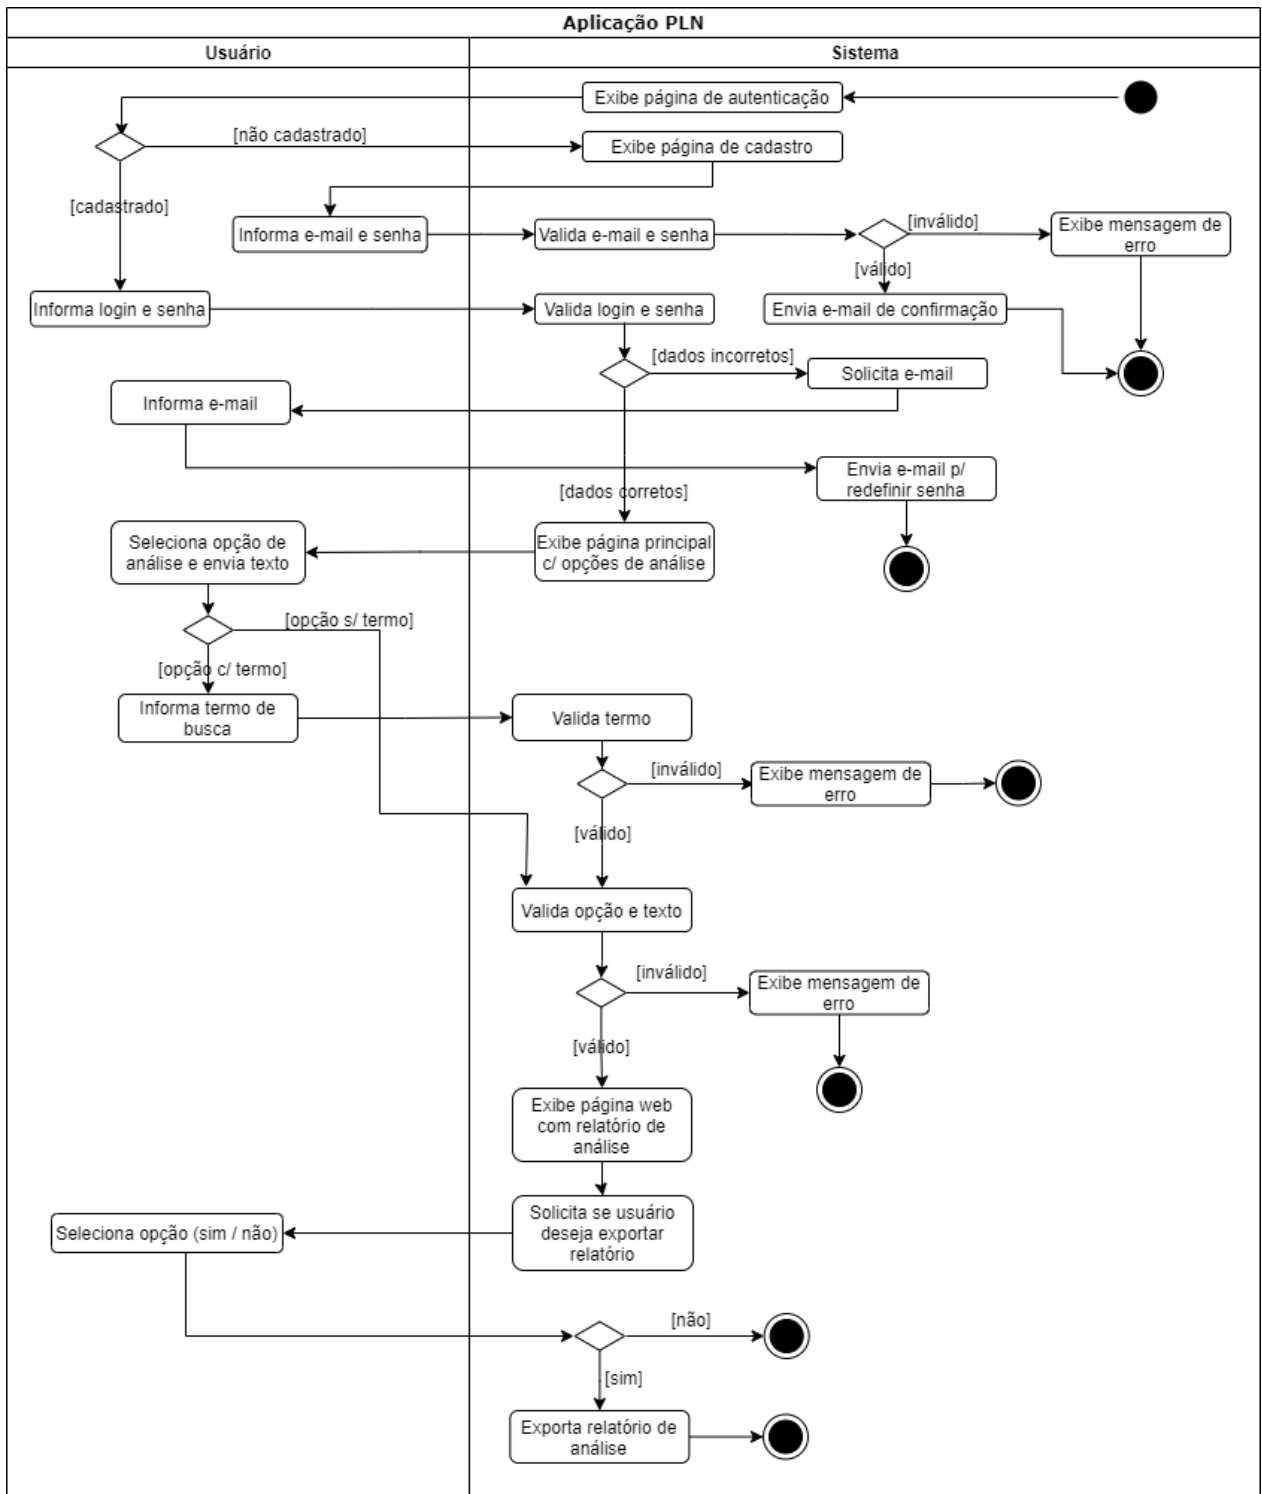 Aplicação PLN
Usuário
Sistema
Exibe página de autenticação
[não cadastrado]
Exibe página de cadastro
[cadastrado]
Informa e-mail e senha
Valida e-mail e senha
[inválido]
Exibe mensagem de
erro
[válido]
Informa login e senha
Valida login e senha
Envia e-mail de confirmação
[dados incorretos]
Solicita e-mail
Informa e-mail
Envia e-mail p/
redefinir senha
[dados corretos]
Seleciona opção de
análise e envia texto
Exibe página principal
c/ opções de análise
[opção s/ termo]
[opção c/ termo]
Informa termo de
busca
Valida termo
[inválido]
Exibe mensagem de
erro
[válido]
Valida opção e texto
[inválido]
Exibe mensagem de
erro
[válido]
Exibe página web
com relatório de
análise
Solicita se usuário
deseja exportar
relatório
Seleciona opção (sim / não)
[não]
[sim]
Exporta relatório de
análise